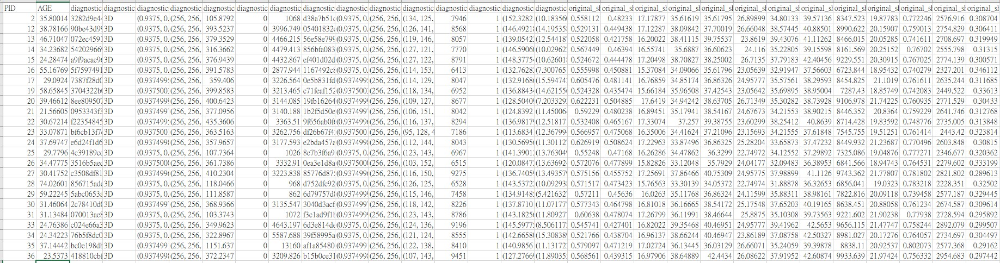 PID AGE diagnostic diagnostic diagnostic diagnostic diagnostic diagnostic diagnostic diagnostic diagnostic diagnostic diagnostic diagnostic diagnostic diagnostic diagnostic original_sl original_sl original_sl original_sl original_sl original_sl original_sl original_sl original_sl original_sl original_sl original_sl original_sl
2 35.80014 3282d9e4 3D (0.9375, 0. (256, 256, 105.8792 0 1068 d38a7b51 (0.9375, 0. (256, 256, (134, 125, 7946 1 (152.3282 (10.18356 0.558112 0.48233 17.17877 35.61619 35.61795 26.89899 34.80133 39.57136 8347.523 19.87783 0.772246 2576.916 0.308704
12 38.78166 90be43d9 3D (0.9375, 0. (256, 256, 393.5237 0 3996.749 05401832 (0.9375, 0. (256, 256, (126, 141, 8568 1 (146.4921 (14.19535 0.529131 0.449438 17.12287 38.09842 37.70019 26.66048 38.57445 40.88501 8990.622 20.15907 0.759013 2754.829 0.306411
13 46.71047 072ec4591 3D (0.9375, 0. (256, 256, 379.3529 0 4466.215 56e58e799 (0.9375, 0. (256, 256, (119, 146, 8057 1 (139.0542 (12.54418 0.522058 0.421758 16.20022 38.41115 39.75537 23.8619 39.43076 41.11262 8466.015 20.05285 0.741611 2708.697 0.319949
14 34.23682 54202966 3D (0.9375, 0. (256, 256, 316.3662 0 4479.413 856bfa083 (0.9375, 0. (256, 256, (127, 121, 7770 1 (146.5906 (10.02962 0.567449 0.46394 16.55741 35.6887 36.60623 24.116 35.22805 39.15598 8161.569 20.25152 0.76702 2555.798 0.31315
15 24.28474 a9f9acae9 3D (0.9375, 0. (256, 256, 376.9439 0 4432.867 ef401d02d (0.9375, 0. (256, 256, (127, 122, 8791 1 (148.3775 (10.62601 0.524672 0.444478 17.20498 38.70827 38.25002 26.7135 37.79183 42.40456 9229.551 20.30915 0.767025 2774.139 0.300571
16 55.16769 5f7597491 3D (0.9375, 0. (256, 256, 391.5783 0 2877.944 1167492c (0.9375, 0. (256, 256, (114, 153, 6413 1 (132.7628 (7.300765 0.555998 0.450881 15.37084 34.09066 35.61796 23.05639 32.91947 37.56603 6723.844 18.95432 0.740279 2327.201 0.346112
17 29.0924 7387f28d 3D (0.937499 (256, 256, 359.406 0 3226.564 0e5b831fd (0.937499 (256, 256, (114, 129, 8047 1 (132.9168 (15.59474 0.605476 0.481141 16.76859 34.85174 36.86326 24.95777 35.57561 38.29593 8454.825 21.1019 0.761611 2635.244 0.311685
19 58.65845 3704322b 3D (0.937500 (256, 256, 399.8583 0 3213.465 c71feaf152 (0.937500 (256, 256, (118, 134, 6952 1 (136.8843 (14.62155 0.524328 0.435474 15.66184 35.96508 37.42543 23.05642 35.69895 38.95004 7287.43 18.85749 0.742083 2449.522 0.33613
20 39.46612 8ee809507 3D (0.9374999 (256, 256, 400.6423 0 3144.085 19fb16264 (0.9374999 (256, 256, (109, 127, 8677 1 (128.5040 (7.203329 0.622231 0.504885 17.6419 34.94242 38.63705 26.71349 35.30282 38.73928 9106.978 21.74225 0.760935 2771.529 0.30433
21 21.56605 0953343f3 3D (0.937499 (256, 256, 377.0956 0 3140.188 1b2f5d50e (0.937499 (256, 256, (106, 151, 8042 1 (124.8392 (11.45006 0.59229 0.480238 16.89451 35.17941 38.54167 24.67673 34.21553 38.90215 8446.352 20.8364 0.759229 2641.746 0.312768
22 30.67214 f22354845 3D (0.937499 (256, 256, 435.3606 0 3363.51 9f656ab0f (0.937499 (256, 256, (116, 137, 8294 1 (136.9817 (12.51817 0.532408 0.465167 17.33074 37.257 39.38755 23.60299 38.25412 40.8639 8714.428 19.83592 0.748776 2735.005 0.313848
23 33.07871 bf6cb13f7 3D (0.937500 (256, 256, 363.5163 0 3262.756 df26b67f4 (0.937500 (256, 256, (95, 128, 4 7186 1 (113.6834 (12.36799 0.566957 0.475068 16.35006 34.41624 37.21096 23.15693 34.21555 37.61848 7545.755 19.51251 0.761414 2443.42 0.323814
24 37.69747 e6d24f1d6 3D (0.937499 (256, 256, 357.9657 0 3177.593 e2bda457 (0.937499 (256, 256, (112, 144, 8043 1 (130.5695 (11.30112 0.626919 0.508624 17.22963 33.87496 36.86325 25.28204 33.65873 37.47232 8449.932 21.23687 0.770496 2603.848 0.30815
25 29.7796 4c39189c 3D (0.9375, 0. (256, 256, 107.7364 0 1026 8e7b3f6a9 (0.9375, 0. (256, 256, (123, 143, 6967 1 (141.3901 (13.76304 0.55248 0.47168 16.26286 34.47862 36.3299 22.74972 34.12552 37.29892 7325.086 19.04876 0.777271 2346.677 0.320362
26 34.47775 3516b5aec 3D (0.937500 (256, 256, 361.7386 0 3332.91 0ea3e1d8a (0.937500 (256, 256, (103, 152, 6515 1 (120.0847 (13.63692 0.572076 0.477899 15.82826 33.12048 35.7929 24.04177 32.09483 36.38953 6841.566 18.94743 0.764531 2279.602 0.333199
27 30.41752 c3508df81 3D (0.937499 (256, 256, 410.2304 0 3223.838 85776d87 (0.937499 (256, 256, (116, 150, 9275 1 (136.7405 (13.49357 0.575156 0.455752 17.25691 37.86466 40.75309 24.95775 37.98899 41.1126 9743.362 21.77807 0.781802 2821.802 0.289613
28 74.02601 856715ad 3D (0.9375, 0. (256, 256, 118.0466 0 968 d752dfc92 (0.9375, 0. (256, 256, (126, 125, 6528 1 (143.5372 (10.09293 0.571517 0.473423 15.76563 33.30139 34.05372 22.74974 31.88878 36.32653 6856.041 19.0323 0.783218 2228.351 0.32502
29 59.22245 5abc0653 3D (0.937499 (256, 256, 111.8587 0 862 6d79757d (0.937499 (256, 256, (115, 146, 7458 1 (134.9148 (5.421632 0.57211 0.45636 16.0263 35.11768 36.86324 24.11599 35.88311 38.98161 7822.816 20.09118 0.739458 2577.187 0.329445
30 31.46064 2c78410d 3D (0.937499 (256, 256, 368.9366 0 3135.547 3040d3acf (0.937499 (256, 256, (118, 142, 8226 1 (137.8710 (11.07177 0.577343 0.464798 16.81018 36.16665 38.54172 25.17548 37.65203 40.19165 8638.451 20.88058 0.761234 2674.587 0.309614
31 31.13484 070013ae 3D (0.937499 (256, 256, 103.3743 0 1072 f3c1ad9f1 (0.937499 (256, 256, (123, 143, 8786 1 (143.1825 (11.80927 0.60638 0.478074 17.26799 36.11991 38.46644 25.8875 35.10308 39.73563 9221.602 21.90238 0.77938 2728.594 0.295892
33 24.76386 c024e66a 3D (0.9375, 0. (256, 256, 349.9623 0 4643.197 6d3e814d (0.9375, 0. (256, 256, (124, 136, 9196 1 (145.5977 (8.506117 0.545741 0.427401 16.82022 39.35468 40.46951 24.95777 39.41962 42.5653 9656.115 21.47747 0.758244 2892.079 0.299507
34 24.34223 76b5f8dc0 3D (0.9375, 0. (256, 256, 322.8967 0 5587.688 39f58995a (0.9375, 0. (256, 256, (121, 124, 8555 1 (142.6658 (15.30838 0.521766 0.438704 16.96137 38.66244 40.46947 23.86189 37.08758 42.50327 8981.027 20.17276 0.764057 2734.697 0.304497
35 37.14442 bc0e198d 3D (0.937499 (256, 256, 1151.637 0 13160 af1a85480 (0.937499 (256, 256, (122, 138, 8410 1 (140.9856 (11.13172 0.579097 0.471219 17.02724 36.13445 36.03129 26.66071 35.24059 39.39878 8838.11 20.92537 0.802073 2577.368 0.29162
36 23.5373 418810cb 3D (0.937499 (256, 256, 372.2347 0 3209.826 b15b0ce31 (0.937499 (256, 256, (107, 143, 9451 1 (127.2766 (11.89035 0.568561 0.439315 16.97906 38.64889 42.4434 26.08622 37.91952 42.60874 9933.639 21.97424 0.756332 2954.683 0.297442